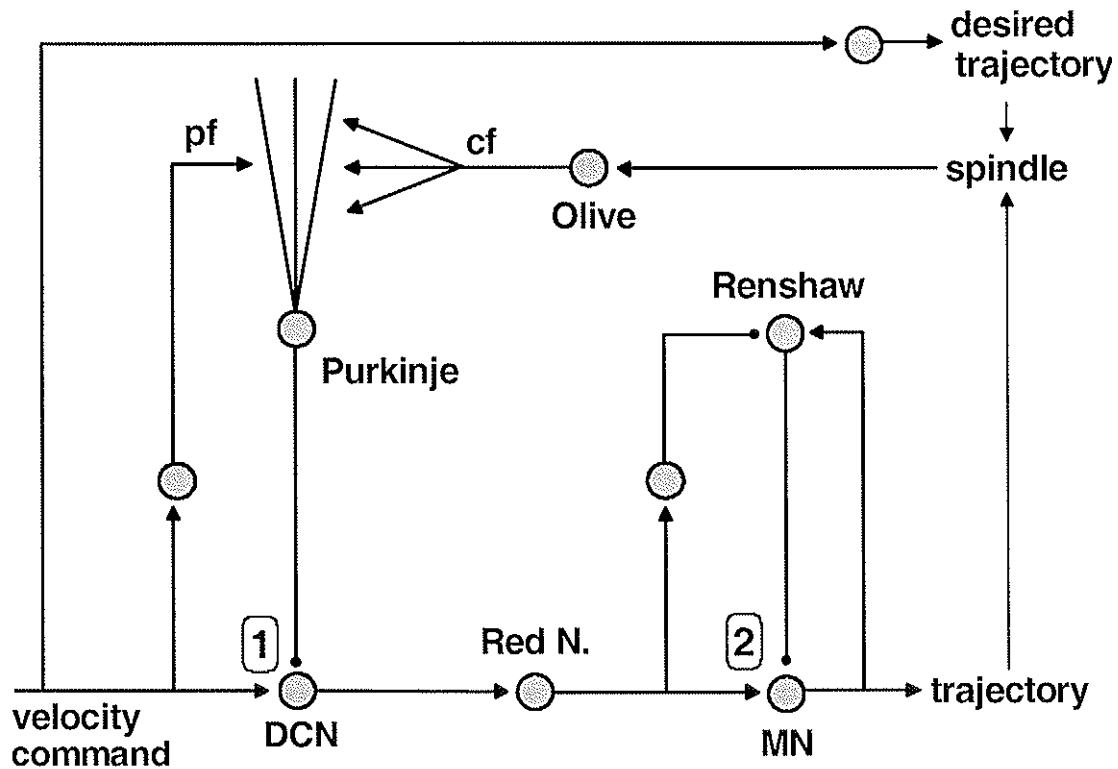 desired
trajectory
pf
cf
spindle
Olive
Renshaw
Purkinje
1
Red N.
2
velocity
command
DCN
MN
trajectory